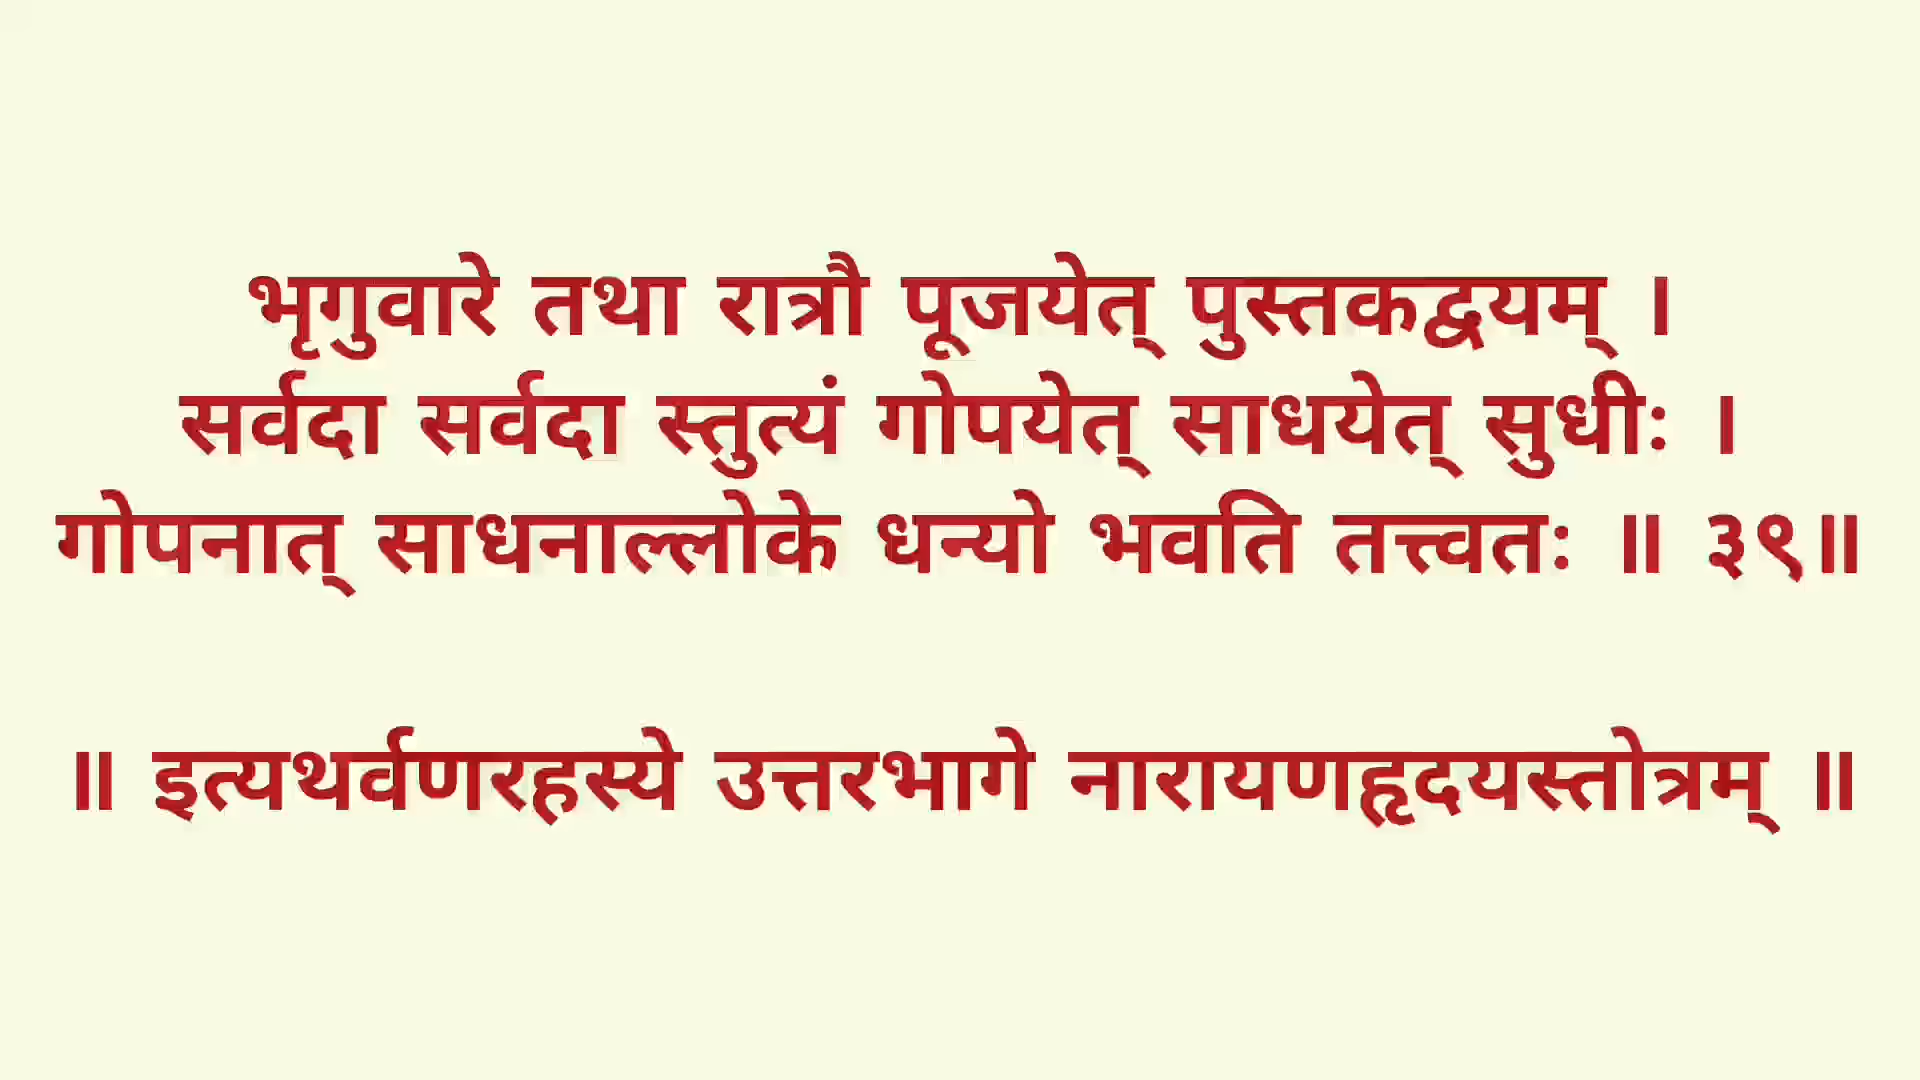 भृगुवारे तथा रात्रौ पूजयेत् पुस्तकद्वयम् ।
सर्वदा सर्वदा स्तुत्यं गोपयेत् साधयेत् सुधीः ।
गोपनात् साधनाल्लोके धन्यो भवति तत्त्वतः ॥ ३९॥
॥ इत्यथर्वणरहस्ये उत्तरभागे नारायणहृदयस्तोत्रम् ॥